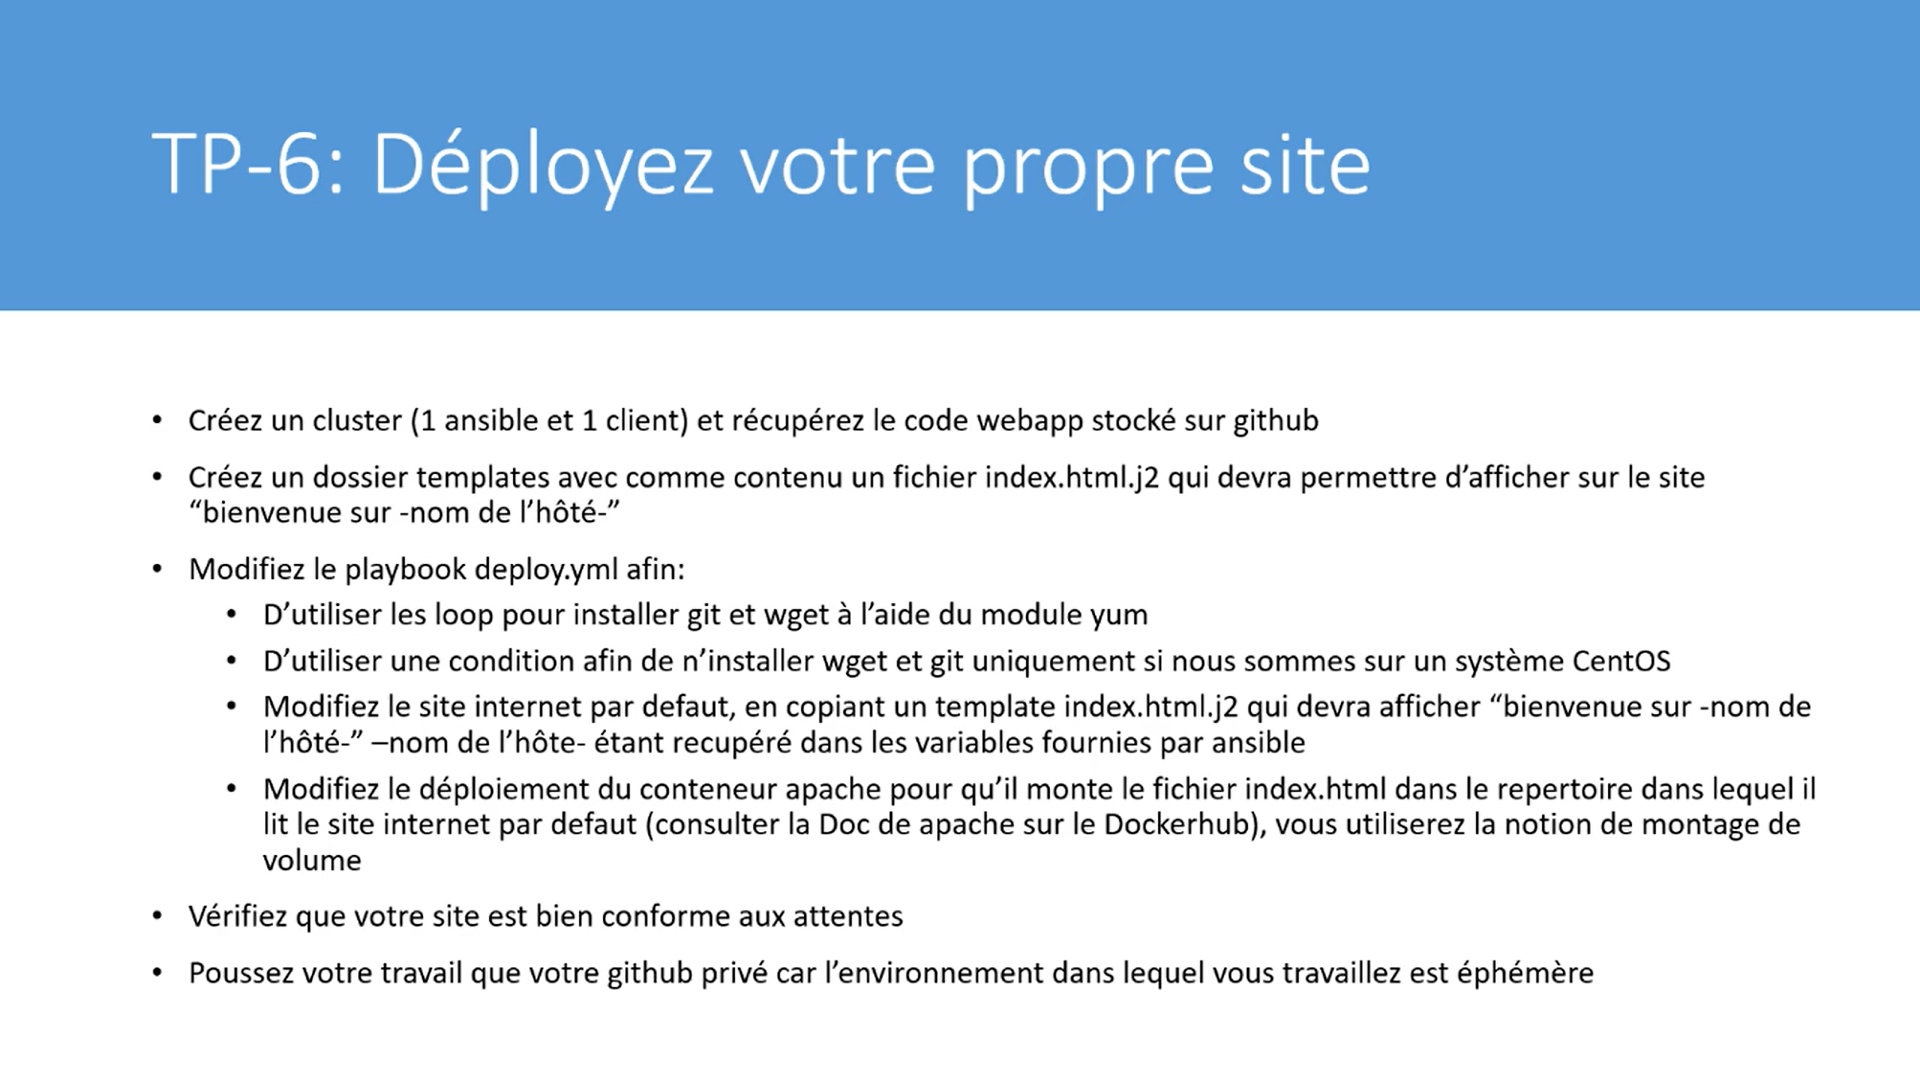 TP-6: Déployez votre propre site
• Créez un cluster (1 ansible et 1 client) et récupérez le code webapp stocké sur github
• Créez un dossier templates avec comme contenu un fichier index.html.j2 qui devra permettre d’afficher sur le site
“bienvenue sur -nom de l’hôté-”
• Modifiez le playbook deploy.yml afin:
• D’utiliser les loop pour installer git et wget à l’aide du module yum
• D’utiliser une condition afin de n’installer wget et git uniquement si nous sommes sur un système CentOS
• Modifiez le site internet par defaut, en copiant un template index.html.j2 qui devra afficher “bienvenue sur -nom de
l’hôté-” –nom de l’hôte- étant recupéré dans les variables fournies par ansible
• Modifiez le déploiement du conteneur apache pour qu’il monte le fichier index.html dans le repertoire dans lequel il
lit le site internet par defaut (consulter la Doc de apache sur le Dockerhub), vous utiliserez la notion de montage de
volume
• Vérifiez que votre site est bien conforme aux attentes
• Poussez votre travail que votre github privé car l’environnement dans lequel vous travaillez est éphémère